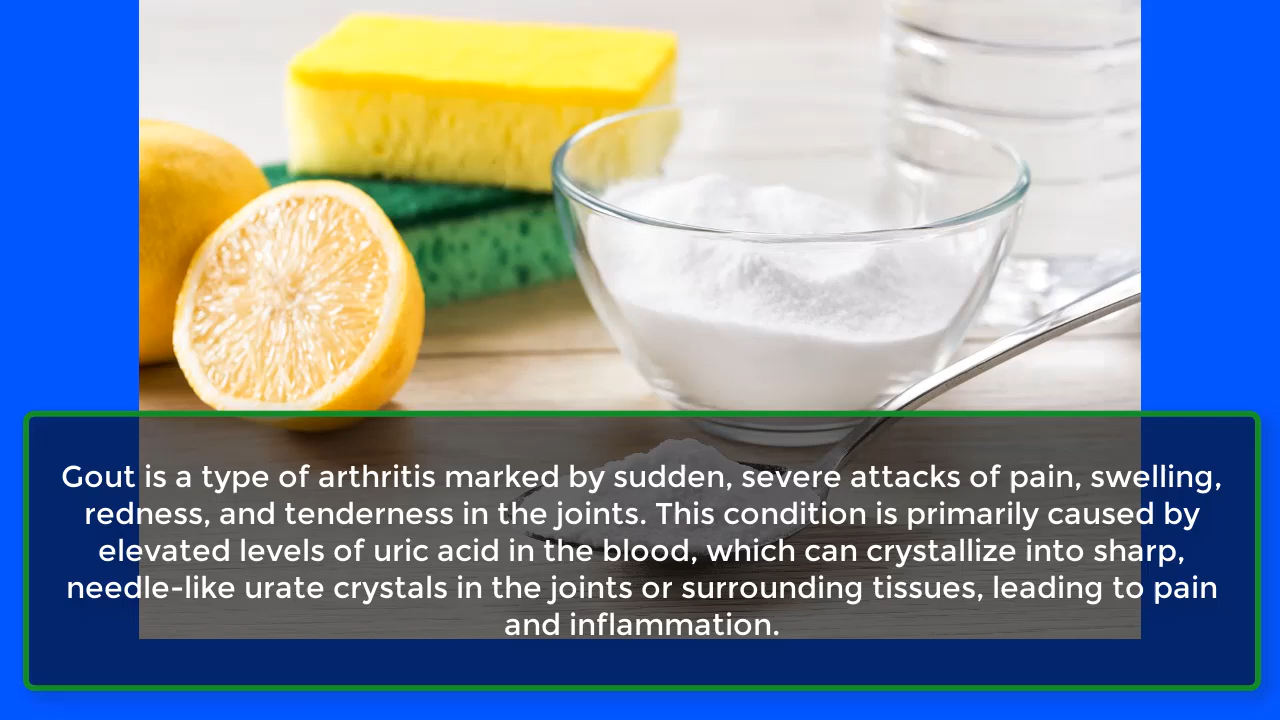 Gout is a type of arthritis marked by sudden, severe attacks of pain, swelling,
redness, and tenderness in the joints. This condition is primarily caused by
elevated levels of uric acid in the blood, which can crystallize into sharp,
needle-like urate crystals in the joints or surrounding tissues, leading to pain
and inflammation.